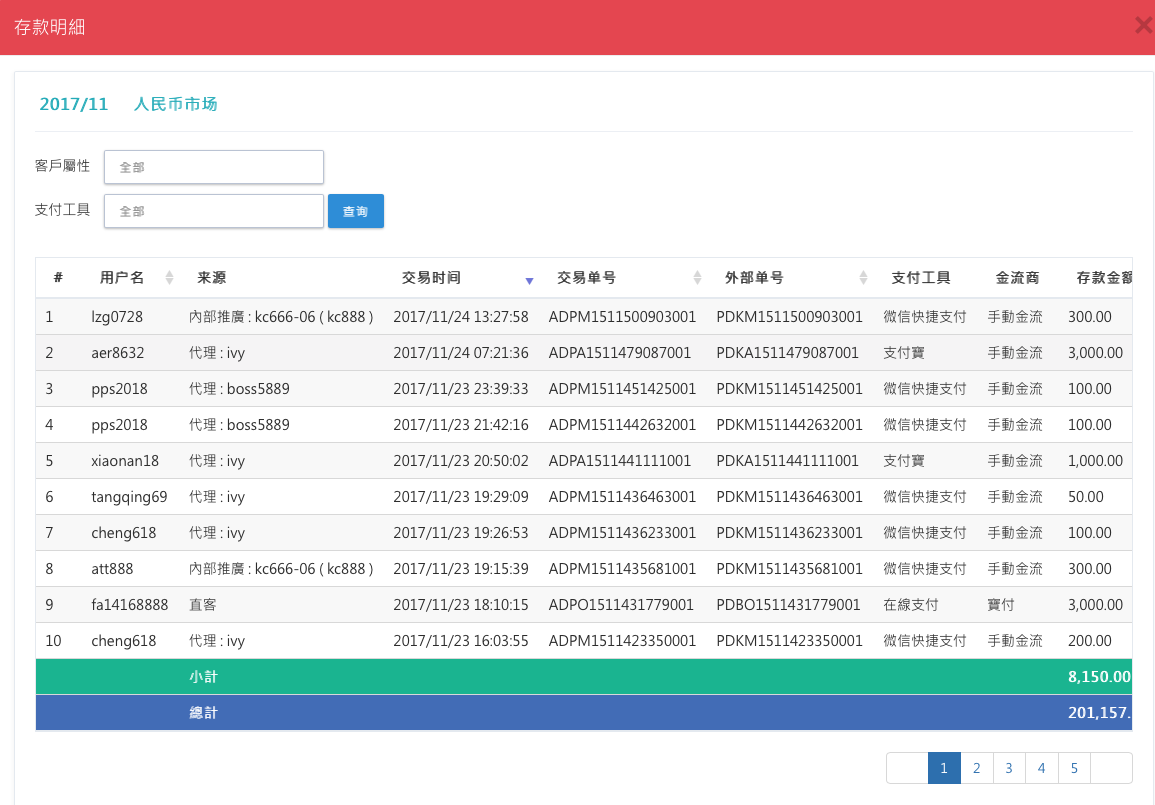 存款明細
×
2017/11 人民币市场
客戶屬性 全部
支付工具 全部 查询
# 用户名 来源 交易时间 交易单号 外部单号 支付工具 金流商 存款金额
1 lzg0728 內部推廣 : kc666-06 ( kc888 ) 2017/11/24 13:27:58 ADPM1511500903001 PDKM1511500903001 微信快捷支付 手動金流 300.00
2 aer8632 代理 : ivy 2017/11/24 07:21:36 ADPA1511479087001 PDKA1511479087001 支付寶 手動金流 3,000.00
3 pps2018 代理 : boss5889 2017/11/23 23:39:33 ADPM1511451425001 PDKM1511451425001 微信快捷支付 手動金流 100.00
4 pps2018 代理 : boss5889 2017/11/23 21:42:16 ADPM1511442632001 PDKM1511442632001 微信快捷支付 手動金流 100.00
5 xiaonan18 代理 : ivy 2017/11/23 20:50:02 ADPA1511441111001 PDKA1511441111001 支付寶 手動金流 1,000.00
6 tangqing69 代理 : ivy 2017/11/23 19:29:09 ADPM1511436463001 PDKM1511436463001 微信快捷支付 手動金流 50.00
7 cheng618 代理 : ivy 2017/11/23 19:26:53 ADPM1511436233001 PDKM1511436233001 微信快捷支付 手動金流 100.00
8 att888 內部推廣 : kc666-06 ( kc888 ) 2017/11/23 19:15:39 ADPM1511435681001 PDKM1511435681001 微信快捷支付 手動金流 300.00
9 fa14168888 直客 2017/11/23 18:10:15 ADPO1511431779001 PDBO1511431779001 在線支付 寶付 3,000.00
10 cheng618 代理 : ivy 2017/11/23 16:03:55 ADPM1511423350001 PDKM1511423350001 微信快捷支付 手動金流 200.00
小計 8,150.00
總計 201,157.
1 2 3 4 5